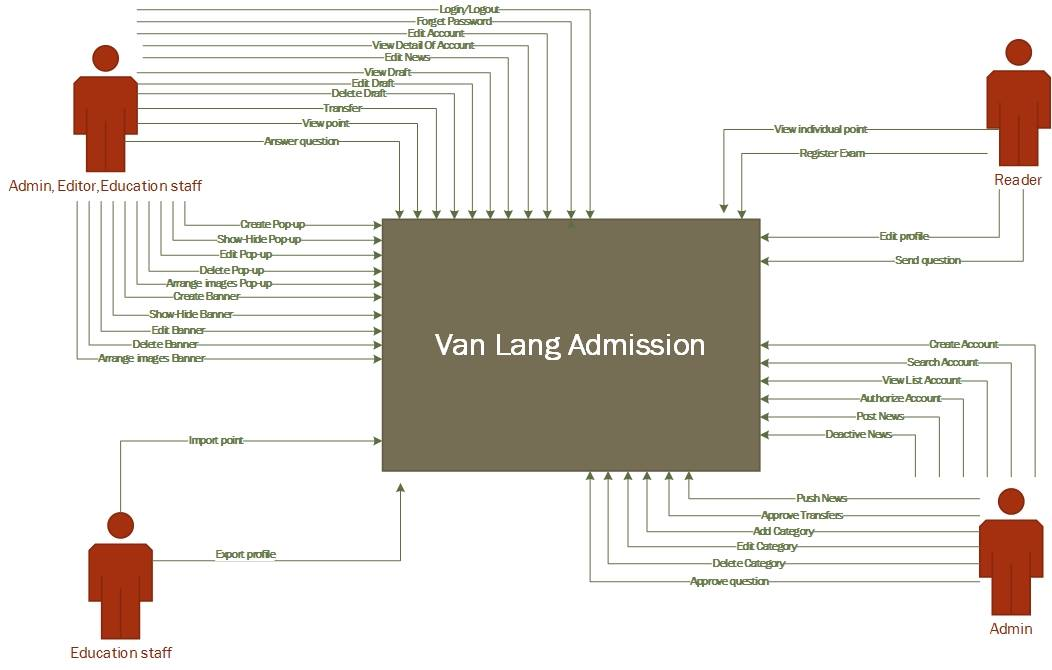 Login/Logout
Forget Password
Edit Account
View Detail Of Account
Edit News
View Draft
Edit Draft
Delete Draft
Transfer
View point
Answer question
Admin, Editor,Education staff
Create Pop-up
Show-Hide Pop-up
Edit Pop-up
Delete Pop-up
Arrange images Pop-up
Create Banner
Show-Hide Banner
Edit Banner
Delete Banner
Arrange images Banner
View individual point
Register Exam
Reader
Edit profile
Send question
Van Lang Admission
Create Account
Search Account
View List Account
Authorize Account
Post News
Deactive News
Import point
Export profile
Education staff
Push News
Approve Transfers
Add Category
Edit Category
Delete Category
Approve question
Admin